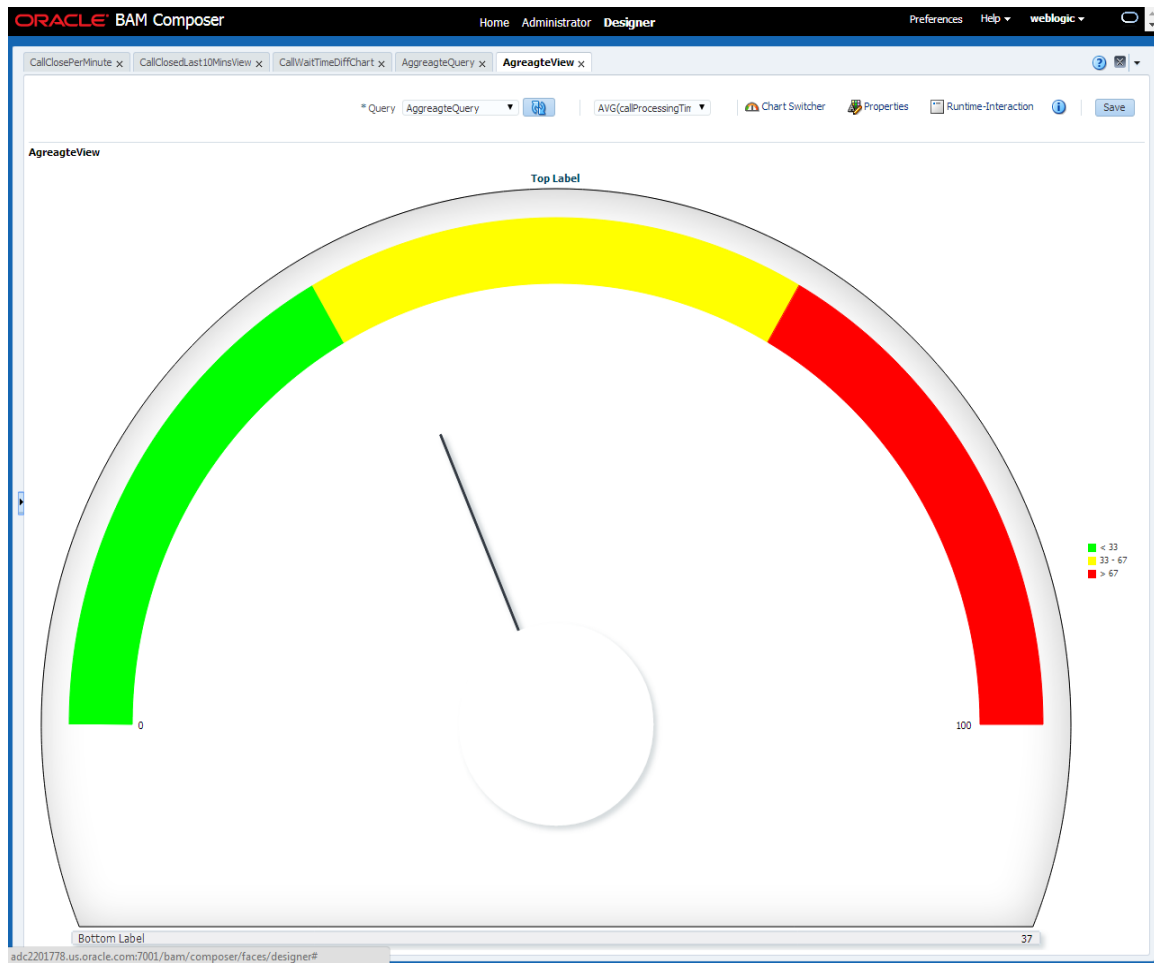 ORACLE BAM Composer Home Administrator Designer Preferences Help weblogic
CallClosePerMinute x CallClosedLast10MinsView x CallWaitTimeDiffChart x AggreagteQuery x AgreagteView x
* Query AggreagteQuery AVG(callProcessingTim Chart Switcher Properties Runtime-Interaction Save
AgreagteView
Top Label
< 33
33 - 67
> 67
0 100
Bottom Label 37
adc2201778.us.oracle.com:7001/bam/composer/faces/designer#